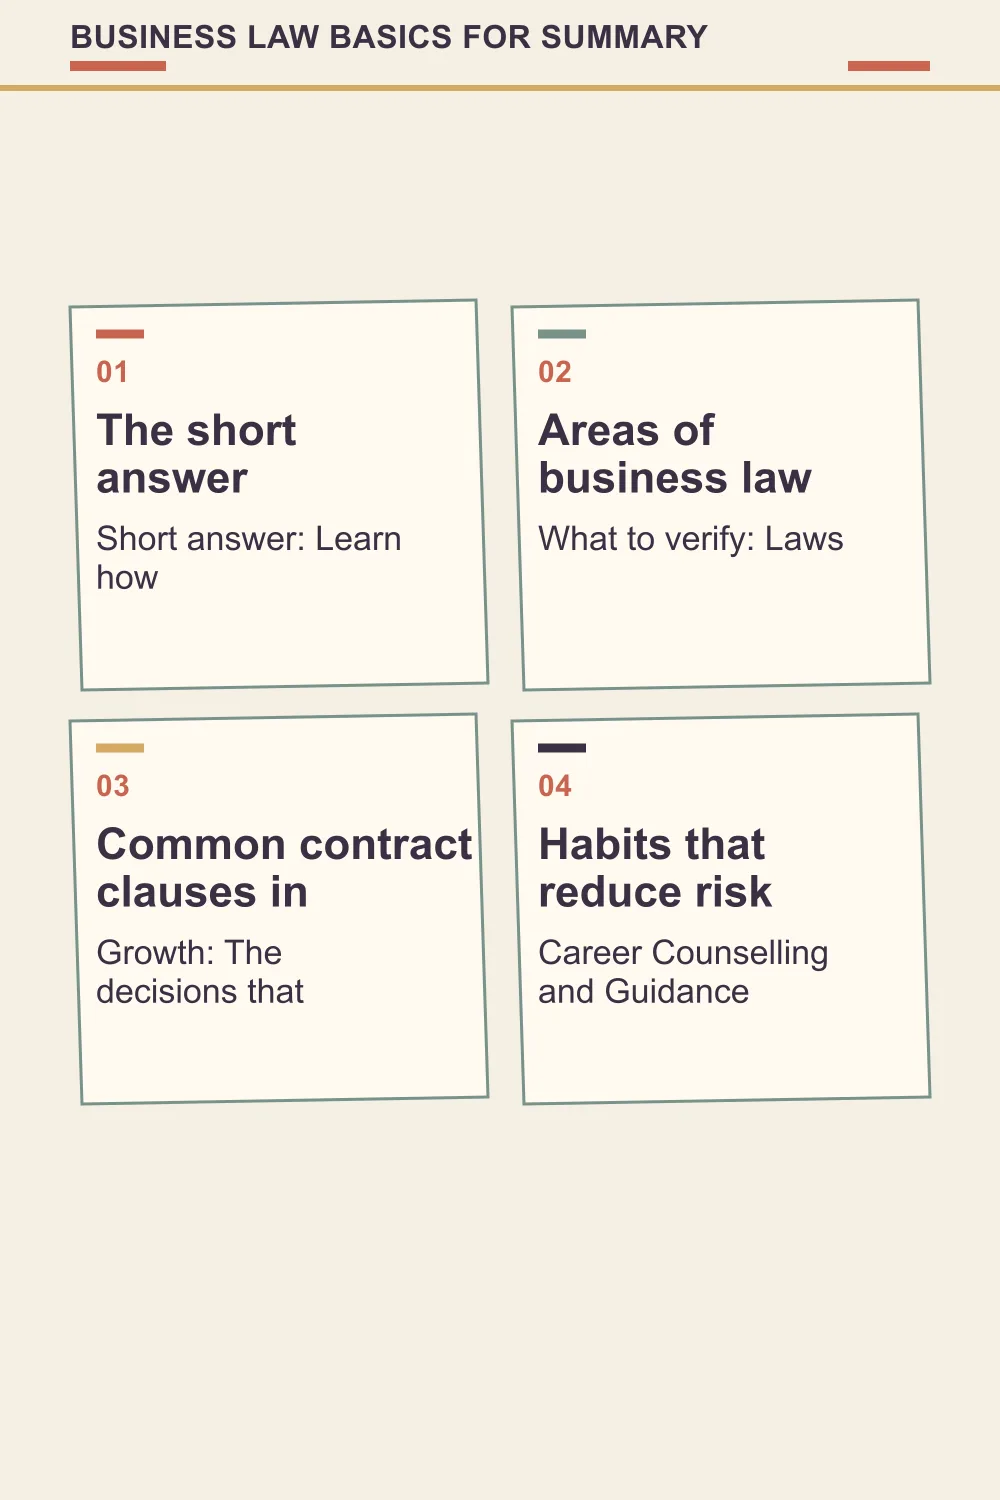 BUSINESS LAW BASICS FOR SUMMARY
01
The short
answer
Short answer: Learn
how
02
Areas of
business law
What to verify: Laws
03
Common contract
clauses in
Growth: The
decisions that
04
Habits that
reduce risk
Career Counselling
and Guidance